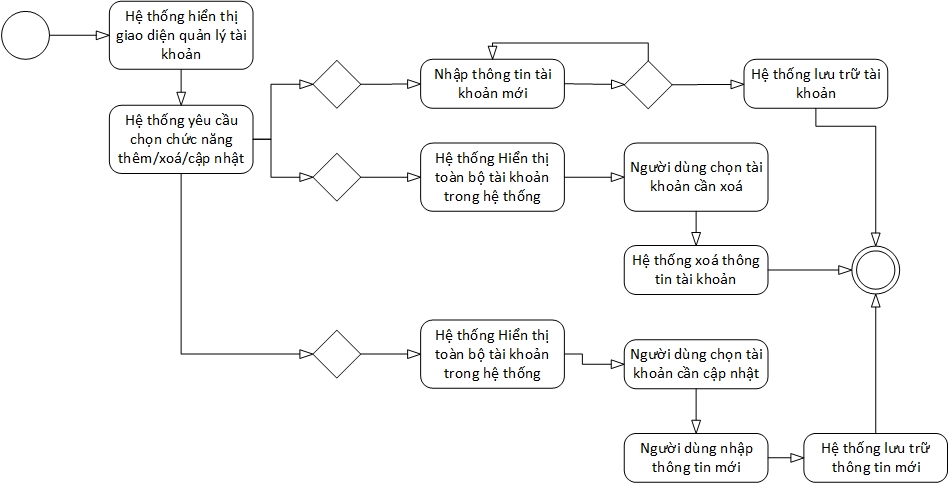 Hệ thống hiển thị
giao diện quản lý tài
khoản
Hệ thống yêu cầu
chọn chức năng
thêm/xoá/cập nhật
Nhập thông tin tài
khoản mới
Hệ thống lưu trữ tài
khoản
Hệ thống Hiển thị
toàn bộ tài khoản
trong hệ thống
Người dùng chọn tài
khoản cần xoá
Hệ thống xoá thông
tin tài khoản
Hệ thống Hiển thị
toàn bộ tài khoản
trong hệ thống
Người dùng chọn tài
khoản cần cập nhật
Người dùng nhập
thông tin mới
Hệ thống lưu trữ
thông tin mới